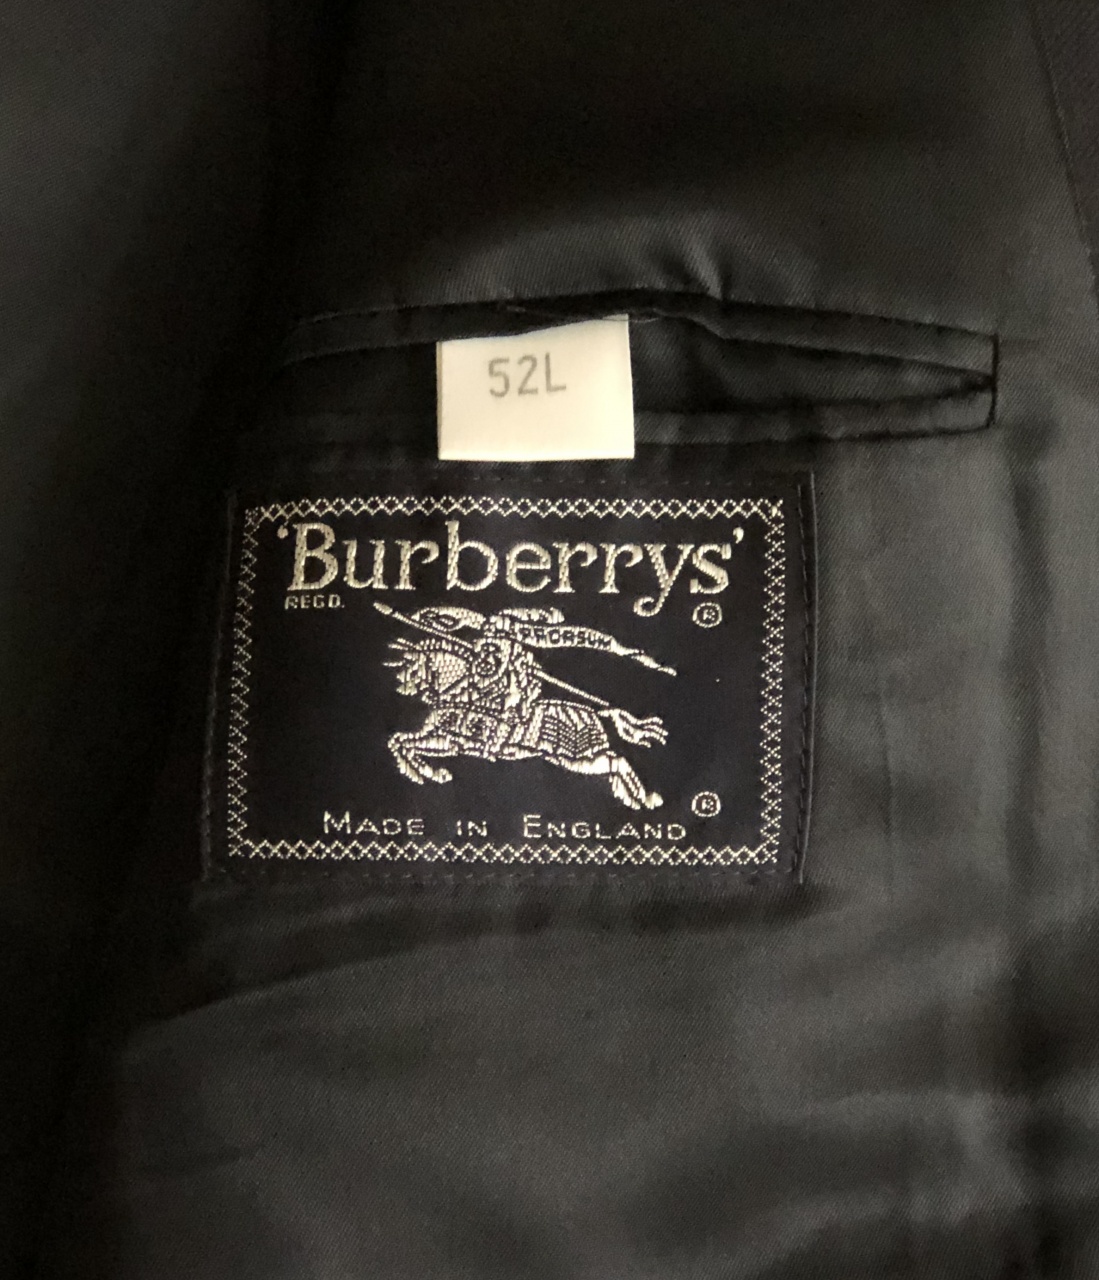 52L
'Burberrys'
REGD. ®
PRORSUM
®
MADE IN ENGLAND